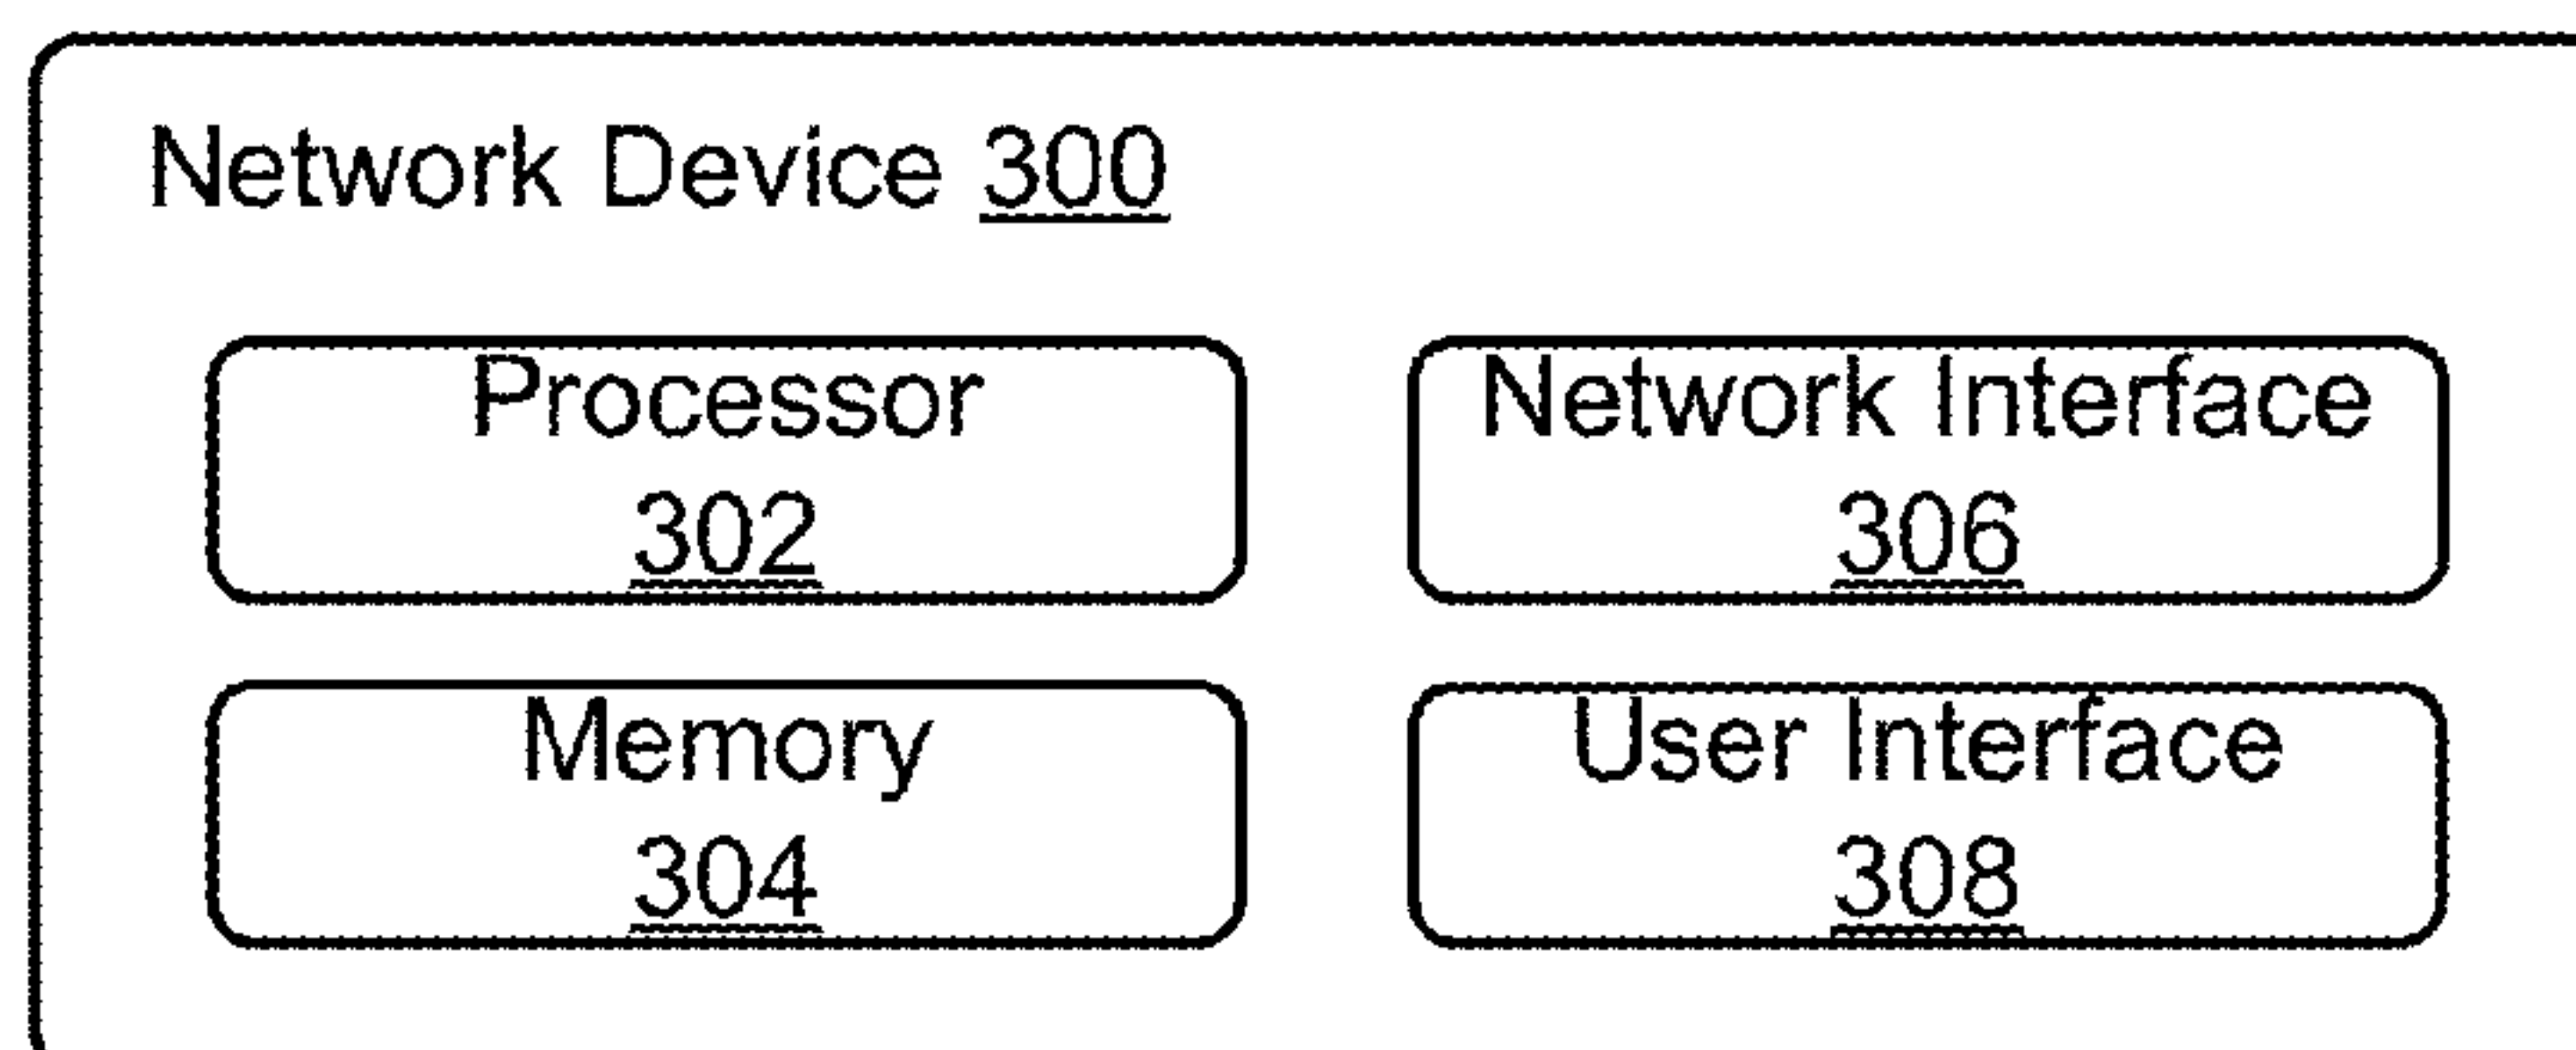 Network Device 300
Processor
302
Network Interface
306
Memory
304
User Interface
308